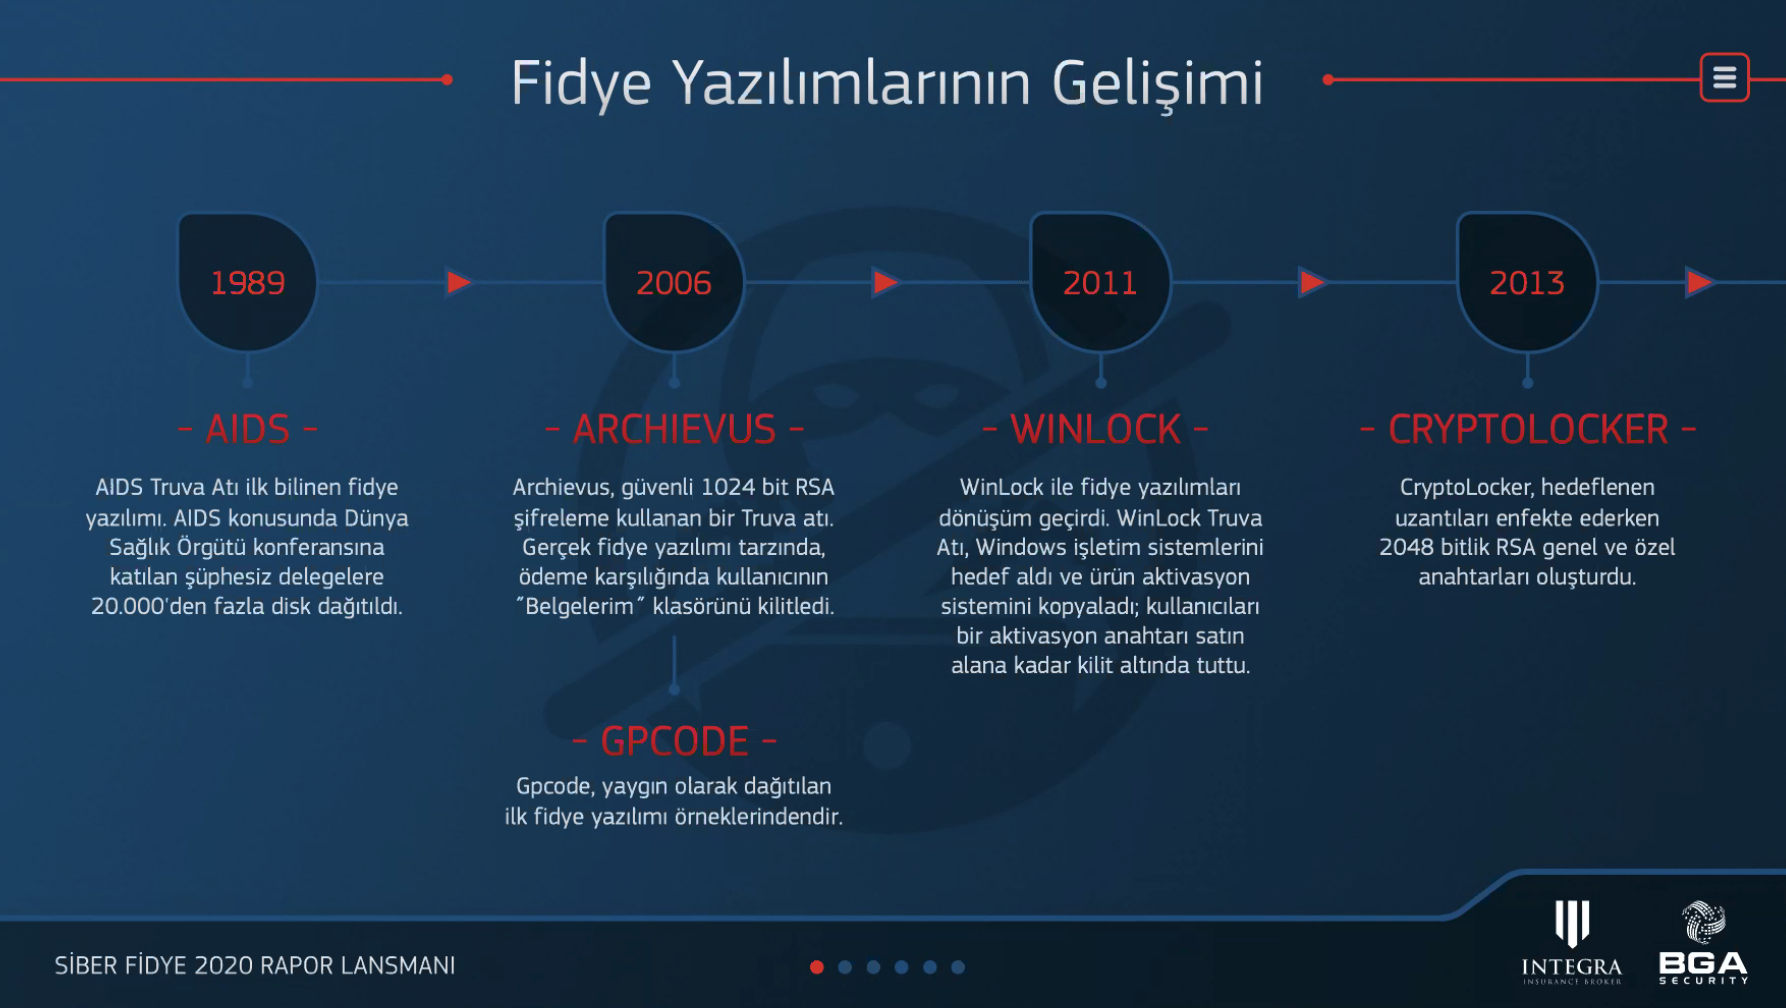 Fidye Yazılımlarının Gelişimi
1989
2006
2011
2013
- AIDS -
AIDS Truva Atı ilk bilinen fidye
yazılımı. AIDS konusunda Dünya
Sağlık Örgütü konferansına
katılan şüphesiz delegelere
20.000'den fazla disk dağıtıldı.
- ARCHIEVUS -
Archievus, güvenli 1024 bit RSA
şifreleme kullanan bir Truva atı.
Gerçek fidye yazılımı tarzında,
ödeme karşılığında kullanıcının
"Belgelerim" klasörünü kilitledi.
- GPCODE -
Gpcode, yaygın olarak dağıtılan
ilk fidye yazılımı örneklerindendir.
- WINLOCK -
WinLock ile fidye yazılımları
dönüşüm geçirdi. WinLock Truva
Atı, Windows işletim sistemlerini
hedef aldı ve ürün aktivasyon
sistemini kopyaladı; kullanıcıları
bir aktivasyon anahtarı satın
alana kadar kilit altında tuttu.
- CRYPTOLOCKER -
CryptoLocker, hedeflenen
uzantıları enfekte ederken
2048 bitlik RSA genel ve özel
anahtarları oluşturdu.
SİBER FİDYE 2020 RAPOR LANSMANI
INTEGRA
INSURANCE BROKER
BGA
SECURITY